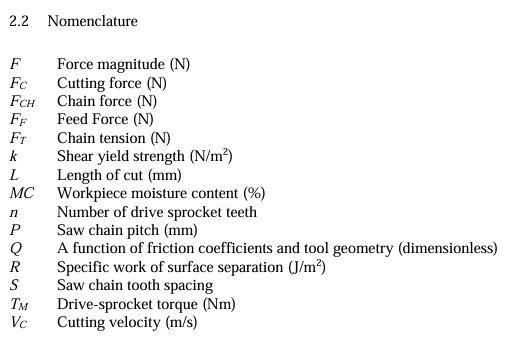 2.2 Nomenclature
F Force magnitude (N)
FC Cutting force (N)
FCH Chain force (N)
FF Feed Force (N)
FT Chain tension (N)
k Shear yield strength (N/m²)
L Length of cut (mm)
MC Workpiece moisture content (%)
n Number of drive sprocket teeth
P Saw chain pitch (mm)
Q A function of friction coefficients and tool geometry (dimensionless)
R Specific work of surface separation (J/m²)
S Saw chain tooth spacing
TM Drive-sprocket torque (Nm)
VC Cutting velocity (m/s)